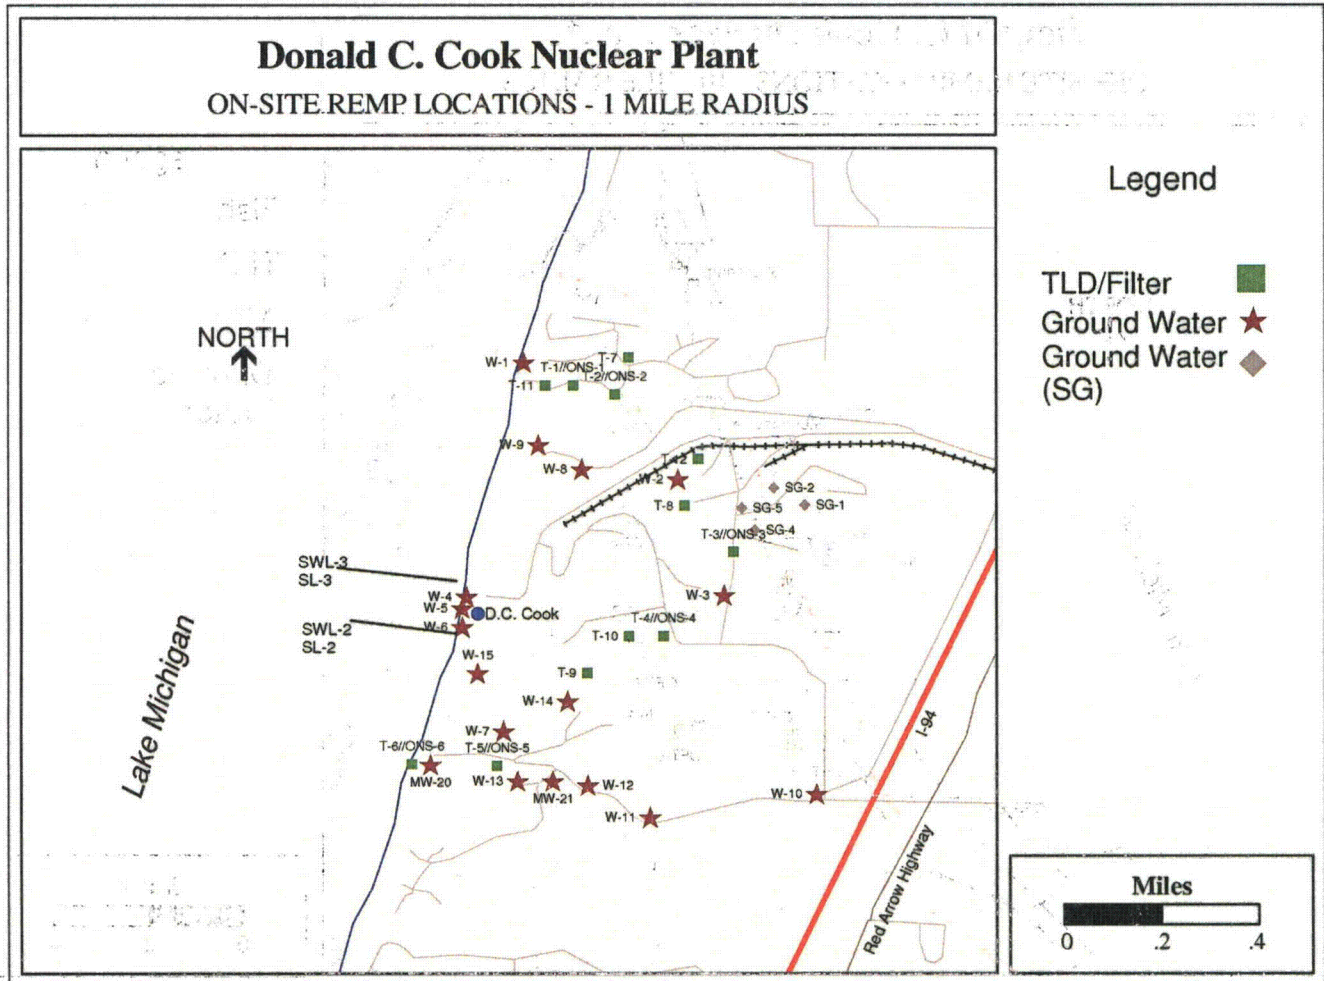 Donald C. Cook Nuclear Plant
ON-SITE REMP LOCATIONS - 1 MILE RADIUS
Legend
TLD/Filter
Ground Water
Ground Water
(SG)
NORTH
W-1
T-1//ONS-1
T-7
T-11
T-2//ONS-2
W-9
W-8
T-12
W-2
T-8
SG-2
SG-1
SG-5
SG-4
T-3//ONS-3
SWL-3
SL-3
W-4
W-5
D.C. Cook
W-6
SWL-2
SL-2
W-3
T-4//ONS-4
T-10
W-15
T-9
W-14
W-7
T-6//ONS-6
T-5//ONS-5
MW-20
W-13
MW-21
W-12
W-11
W-10
Lake Michigan
I-94
Red Arrow Highway
Miles
0 .2 .4